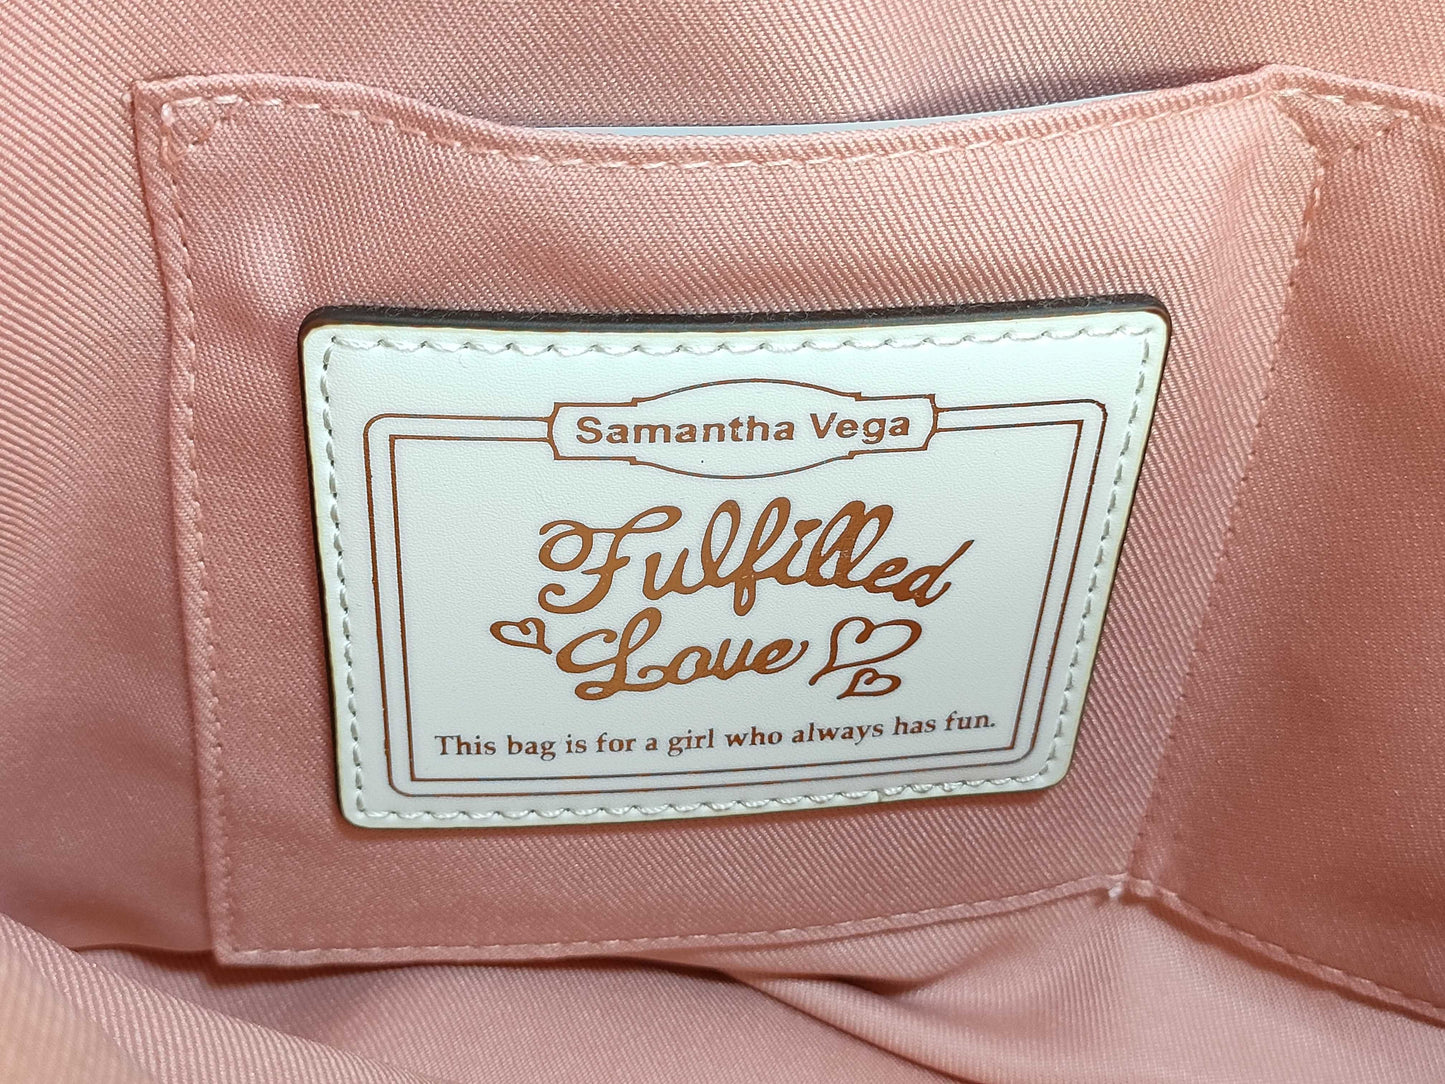 Samantha Vega
Fulfilled
Love
This bag is for a girl who always has fun.